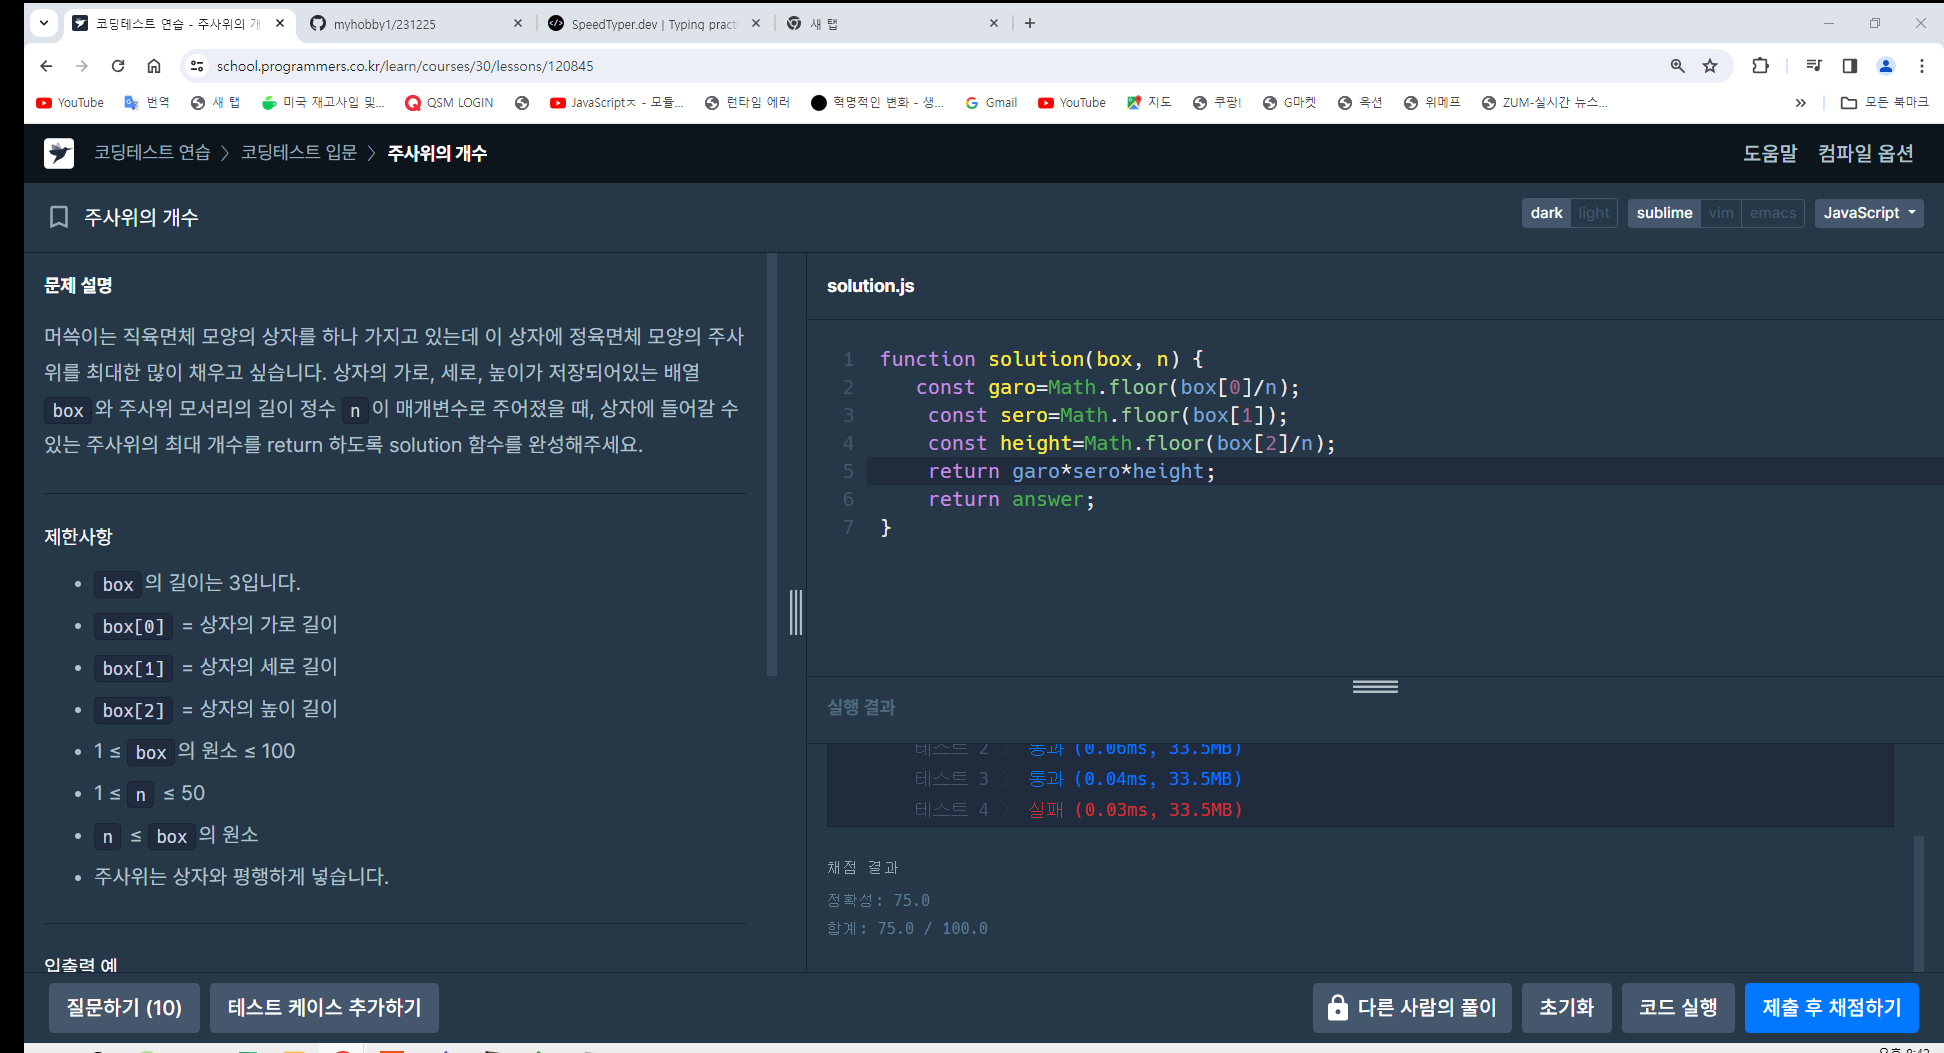 코딩테스트 연습 - 주사위의 개
myhobby1/231225
SpeedTyper.dev | Typing practi
새 탭
school.programmers.co.kr/learn/courses/30/lessons/120845
YouTube 번역 새 탭 미국 재고사입 및... QSM LOGIN JavaScriptㅈ - 모듈... 런타임 에러 혁명적인 변화 - 생... Gmail YouTube 지도 쿠팡! G마켓 옥션 위메프 ZUM-실시간 뉴스... » 모든 북마크
코딩테스트 연습 > 코딩테스트 입문 > 주사위의 개수
도움말 컴파일 옵션
주사위의 개수
dark light sublime vim emacs JavaScript
문제 설명
머쓱이는 직육면체 모양의 상자를 하나 가지고 있는데 이 상자에 정육면체 모양의 주사
위를 최대한 많이 채우고 싶습니다. 상자의 가로, 세로, 높이가 저장되어있는 배열
box와 주사위 모서리의 길이 정수 n이 매개변수로 주어졌을 때, 상자에 들어갈 수
있는 주사위의 최대 개수를 return 하도록 solution 함수를 완성해주세요.
제한사항
• box의 길이는 3입니다.
• box[0] = 상자의 가로 길이
• box[1] = 상자의 세로 길이
• box[2] = 상자의 높이 길이
• 1 ≤ box의 원소 ≤ 100
• 1 ≤ n ≤ 50
• n ≤ box의 원소
• 주사위는 상자와 평행하게 넣습니다.
입출력 예
solution.js
1 function solution(box, n) {
2 const garo=Math.floor(box[0]/n);
3 const sero=Math.floor(box[1]);
4 const height=Math.floor(box[2]/n);
5 return garo*sero*height;
6 return answer;
7 }
실행 결과
테스트 2 〉 통과 (0.06ms, 33.5MB)
테스트 3 〉 통과 (0.04ms, 33.5MB)
테스트 4 〉 실패 (0.03ms, 33.5MB)
채점 결과
정확성: 75.0
합계: 75.0 / 100.0
질문하기 (10) 테스트 케이스 추가하기
다른 사람의 풀이 초기화 코드 실행 제출 후 채점하기